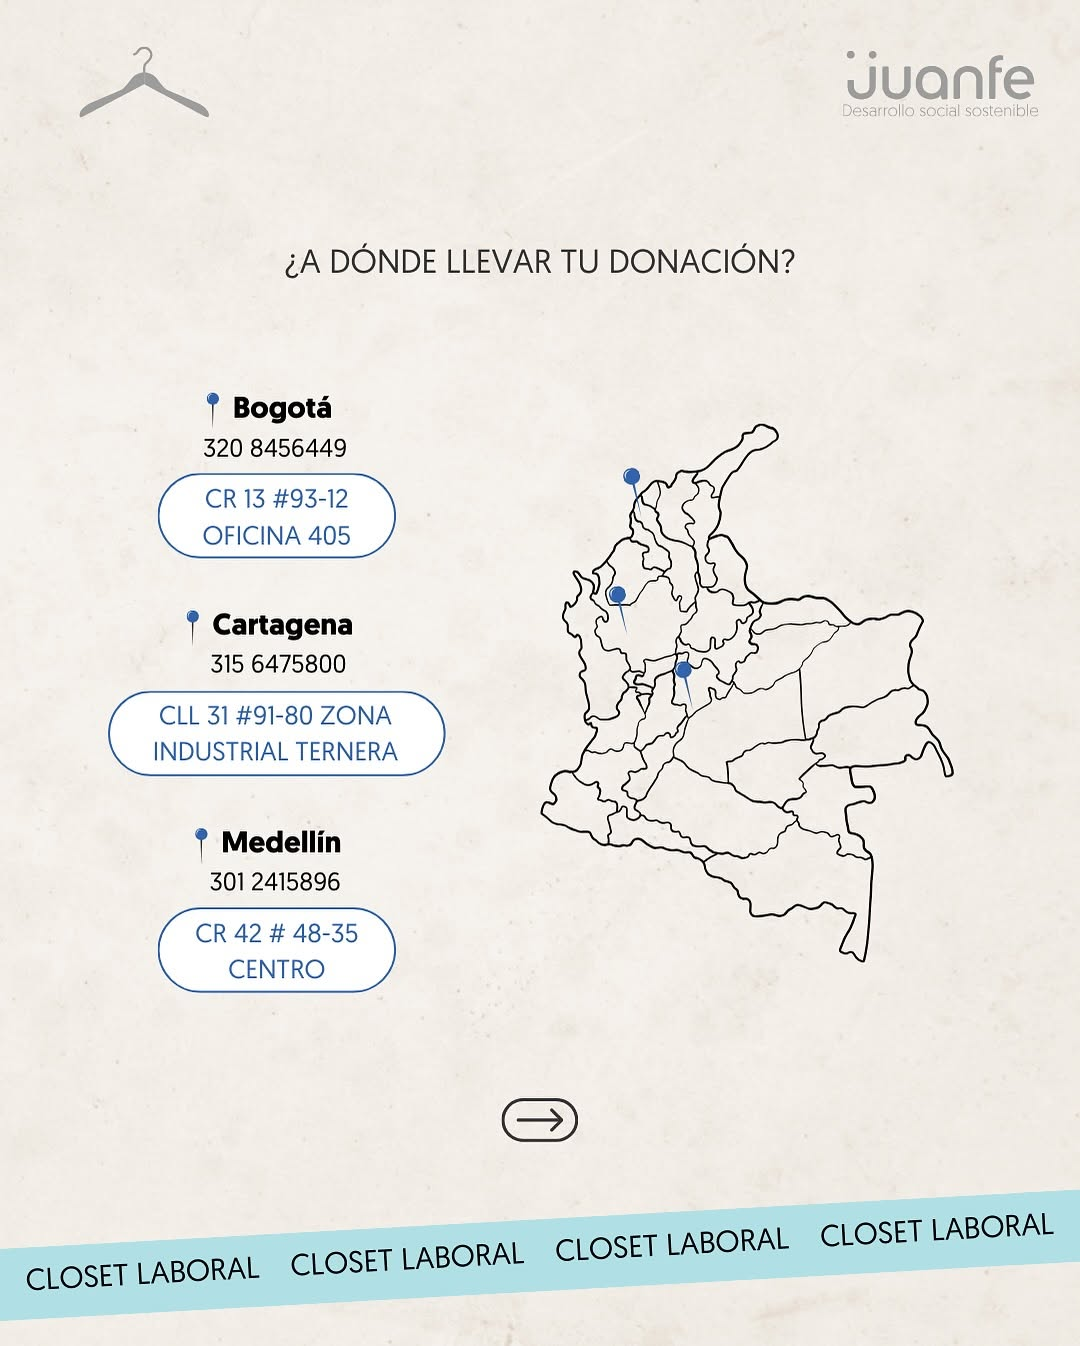 juanfe
Desarrollo social sostenible
¿A DÓNDE LLEVAR TU DONACIÓN?
Bogotá
320 8456449
CR 13 #93-12
OFICINA 405
Cartagena
315 6475800
CLL 31 #91-80 ZONA
INDUSTRIAL TERNERA
Medellín
301 2415896
CR 42 # 48-35
CENTRO
CLOSET LABORAL CLOSET LABORAL CLOSET LABORAL CLOSET LABORAL